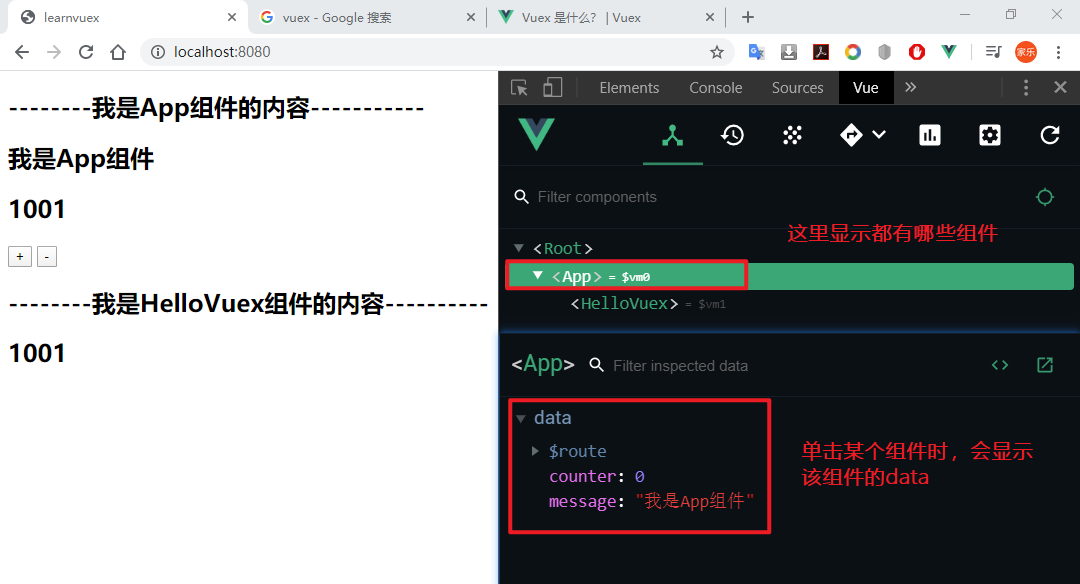 learnvuex
vuex - Google 搜索
Vuex 是什么? | Vuex
localhost:8080
家乐
--------我是App组件的内容-----------
我是App组件
1001
+ -
--------我是HelloVuex组件的内容----------
1001
Elements Console Sources Vue »
Filter components
这里显示都有哪些组件
<Root>
<App> = $vm0
<HelloVuex> = $vm1
<App> Filter inspected data
data
$route
counter: 0
message: "我是App组件"
单击某个组件时，会显示
该组件的data